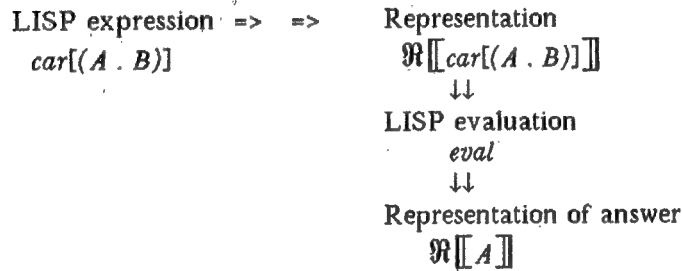 LISP expression => => Representation
car[(A . B)] ℜ⟦car[(A . B)]⟧
↓↓
LISP evaluation
eval
↓↓
Representation of answer
ℜ⟦A⟧